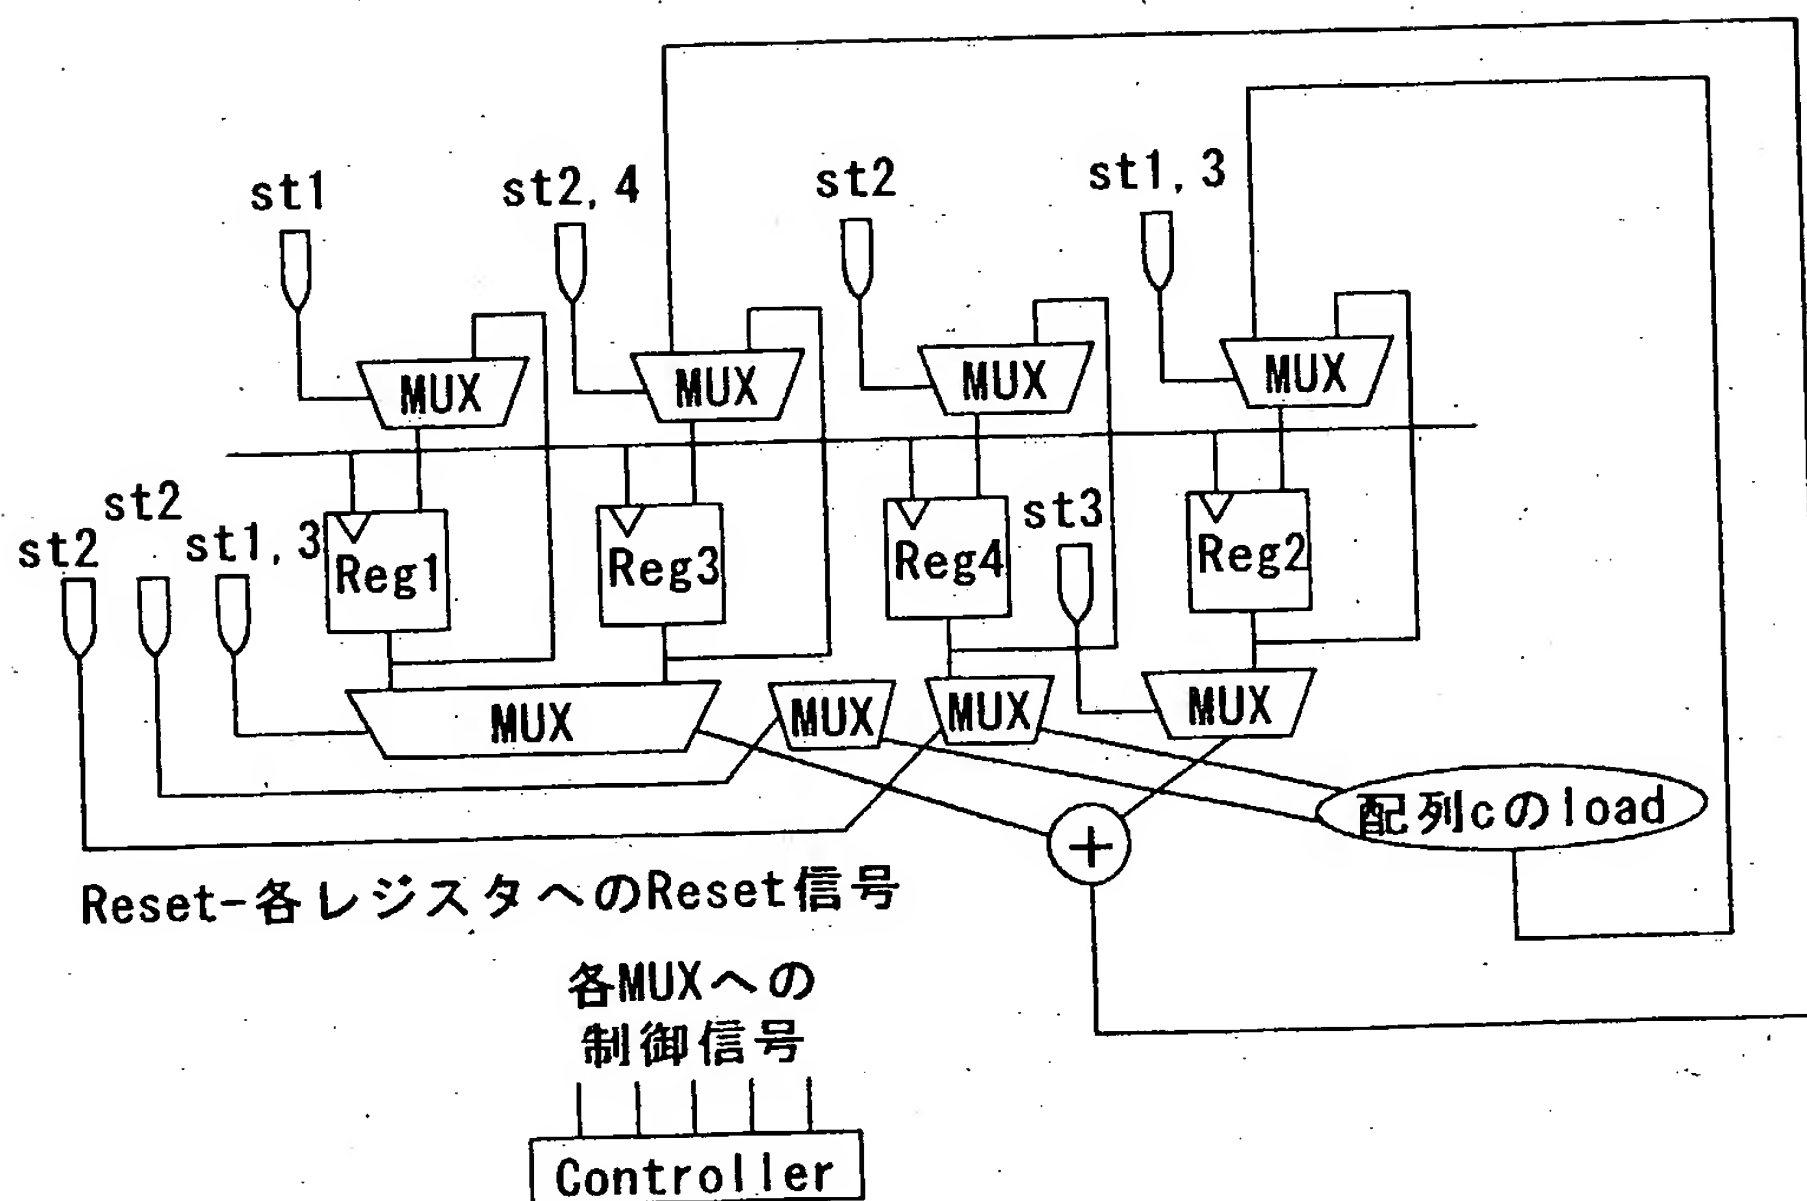 st1
st2,4
st2
st1,3
MUX
MUX
MUX
MUX
st2
st2
st1,3
Reg1
Reg3
Reg4
st3
Reg2
MUX
MUX
MUX
MUX
配列cのload
+
Reset-各レジスタへのReset信号
各MUXへの
制御信号
Controller